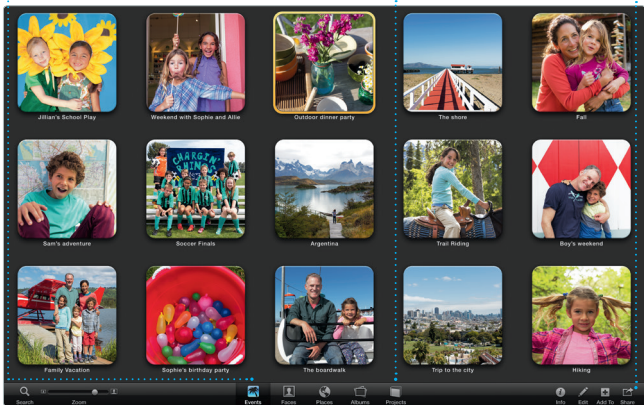 Jillian's School Play
Weekend with Sophie and Allie
Outdoor dinner party
The shore
Fall
CHARGIN'
RHINOS
Sam's adventure
Soccer Finals
Argentina
Trail Riding
Boy's weekend
Family Vacation
Sophie's birthday party
The boardwalk
Trip to the city
Hiking
Search
Zoom
Events
Faces
Places
Albums
Projects
Info
Edit
Add To
Share